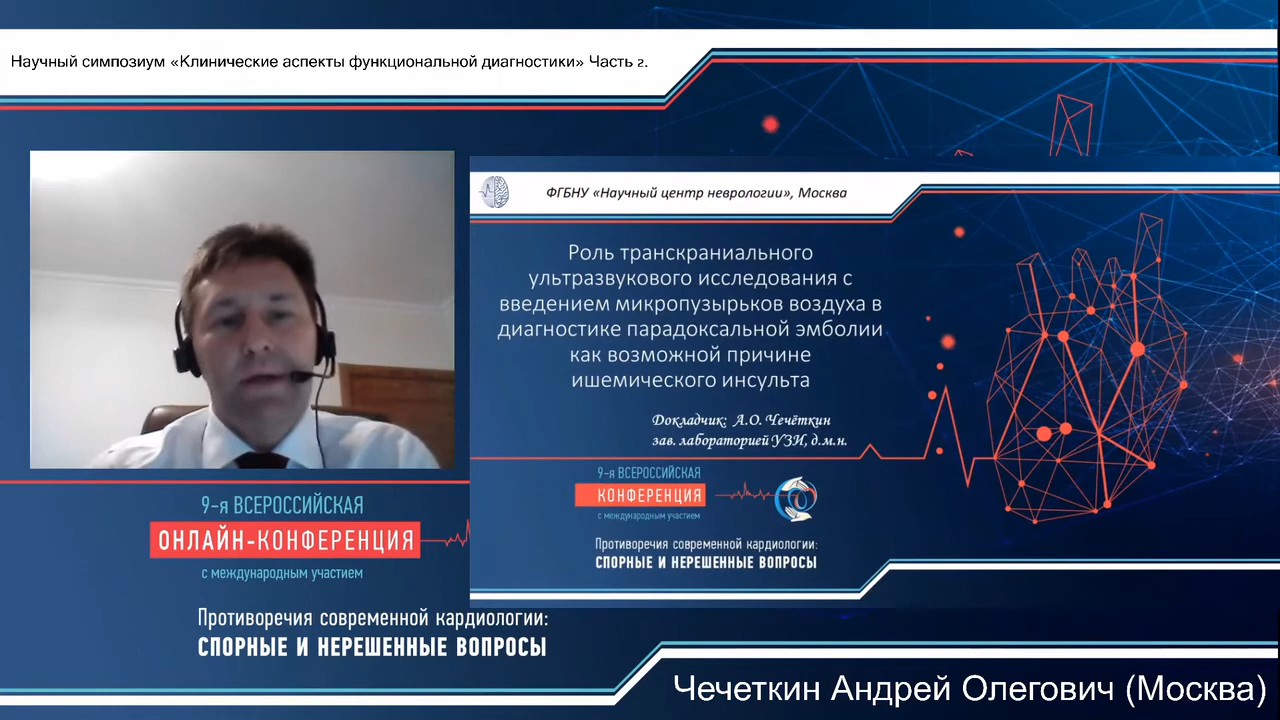 Научный симпозиум «Клинические аспекты функциональной диагностики» Часть 2.
ФГБНУ «Научный центр неврологии», Москва
Роль транскраниального
ультразвукового исследования с
введением микропузырьков воздуха в
диагностике парадоксальной эмболии
как возможной причине
ишемического инсульта
Докладчик: А.О. Чечёткин
зав. лабораторией УЗИ, д.м.н.
9-я ВСЕРОССИЙСКАЯ
КОНФЕРЕНЦИЯ
с международным участием
Противоречия современной кардиологии:
СПОРНЫЕ И НЕРЕШЕННЫЕ ВОПРОСЫ
9-я ВСЕРОССИЙСКАЯ
ОНЛАЙН-КОНФЕРЕНЦИЯ
с международным участием
Противоречия современной кардиологии:
СПОРНЫЕ И НЕРЕШЕННЫЕ ВОПРОСЫ
Чечеткин Андрей Олегович (Москва)